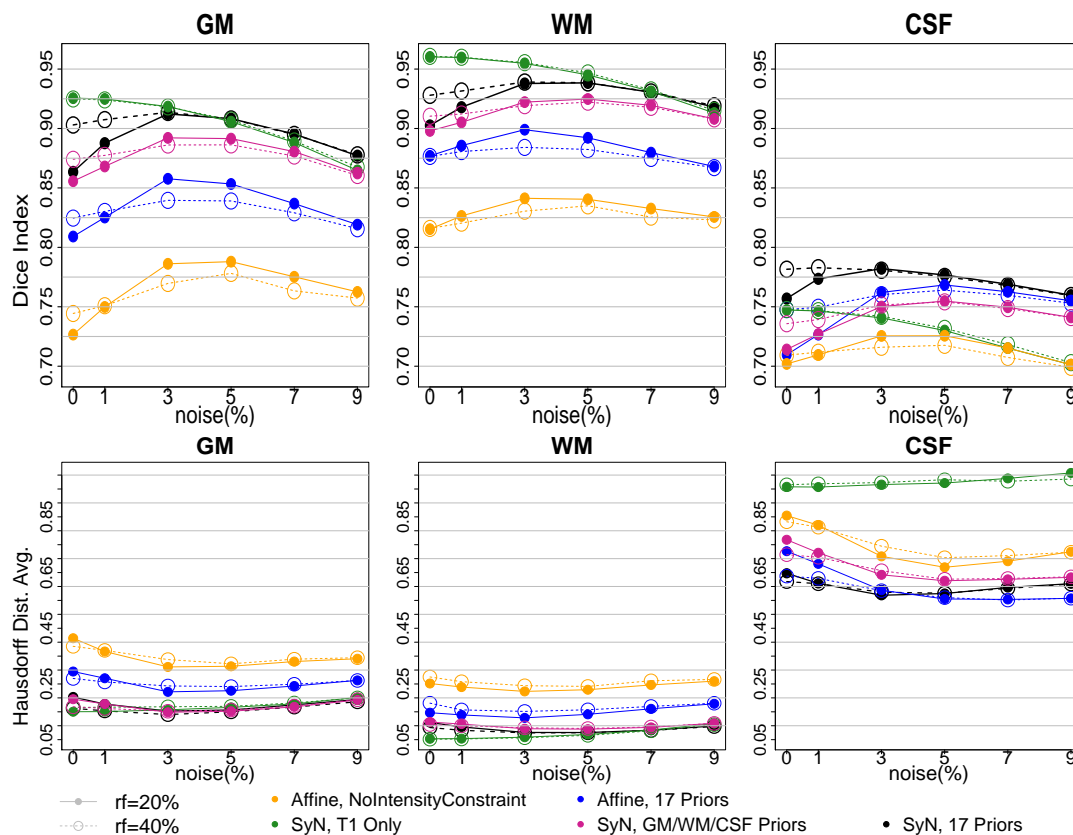 GM WM CSF
Dice Index
0.95 0.95 0.95
0.90 0.90 0.90
0.85 0.85 0.85
0.80 0.80 0.80
0.75 0.75 0.75
0.70 0.70 0.70
0 1 3 5 7 9 0 1 3 5 7 9 0 1 3 5 7 9
noise(%) noise(%) noise(%)
GM WM CSF
Hausdorff Dist. Avg.
0.85 0.85 0.85
0.65 0.65 0.65
0.45 0.45 0.45
0.25 0.25 0.25
0.05 0.05 0.05
0 1 3 5 7 9 0 1 3 5 7 9 0 1 3 5 7 9
noise(%) noise(%) noise(%)
rf=20% Affine, NoIntensityConstraint Affine, 17 Priors
rf=40% SyN, T1 Only SyN, GM/WM/CSF Priors SyN, 17 Priors